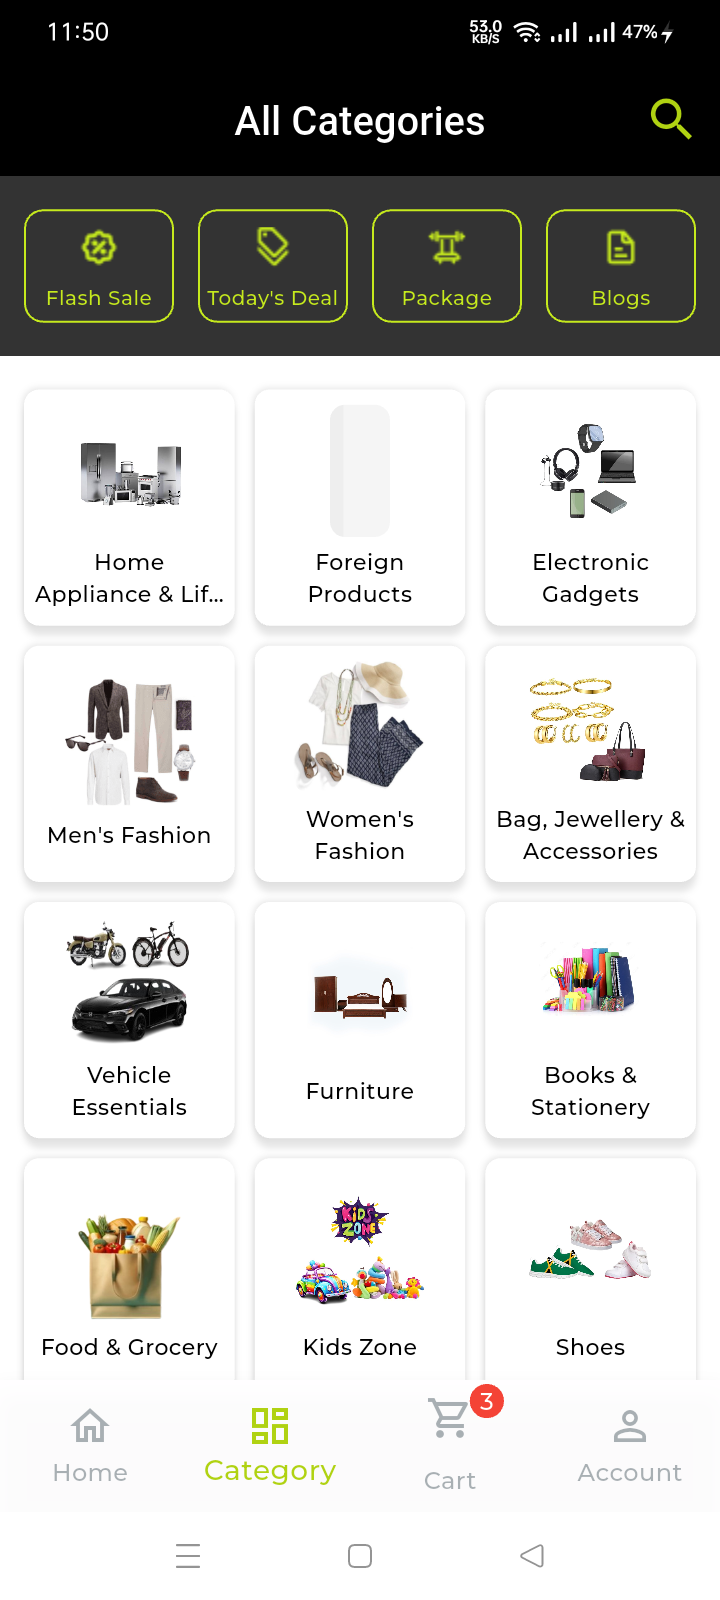 11:50
53.0
KB/S
47%
All Categories
Flash Sale
Today's Deal
Package
Blogs
Home
Appliance & Lif...
Foreign
Products
Electronic
Gadgets
Men's Fashion
Women's
Fashion
Bag, Jewellery &
Accessories
Vehicle
Essentials
Furniture
Books &
Stationery
KIDS
ZONE
Food & Grocery
Kids Zone
Shoes
3
Home
Category
Cart
Account